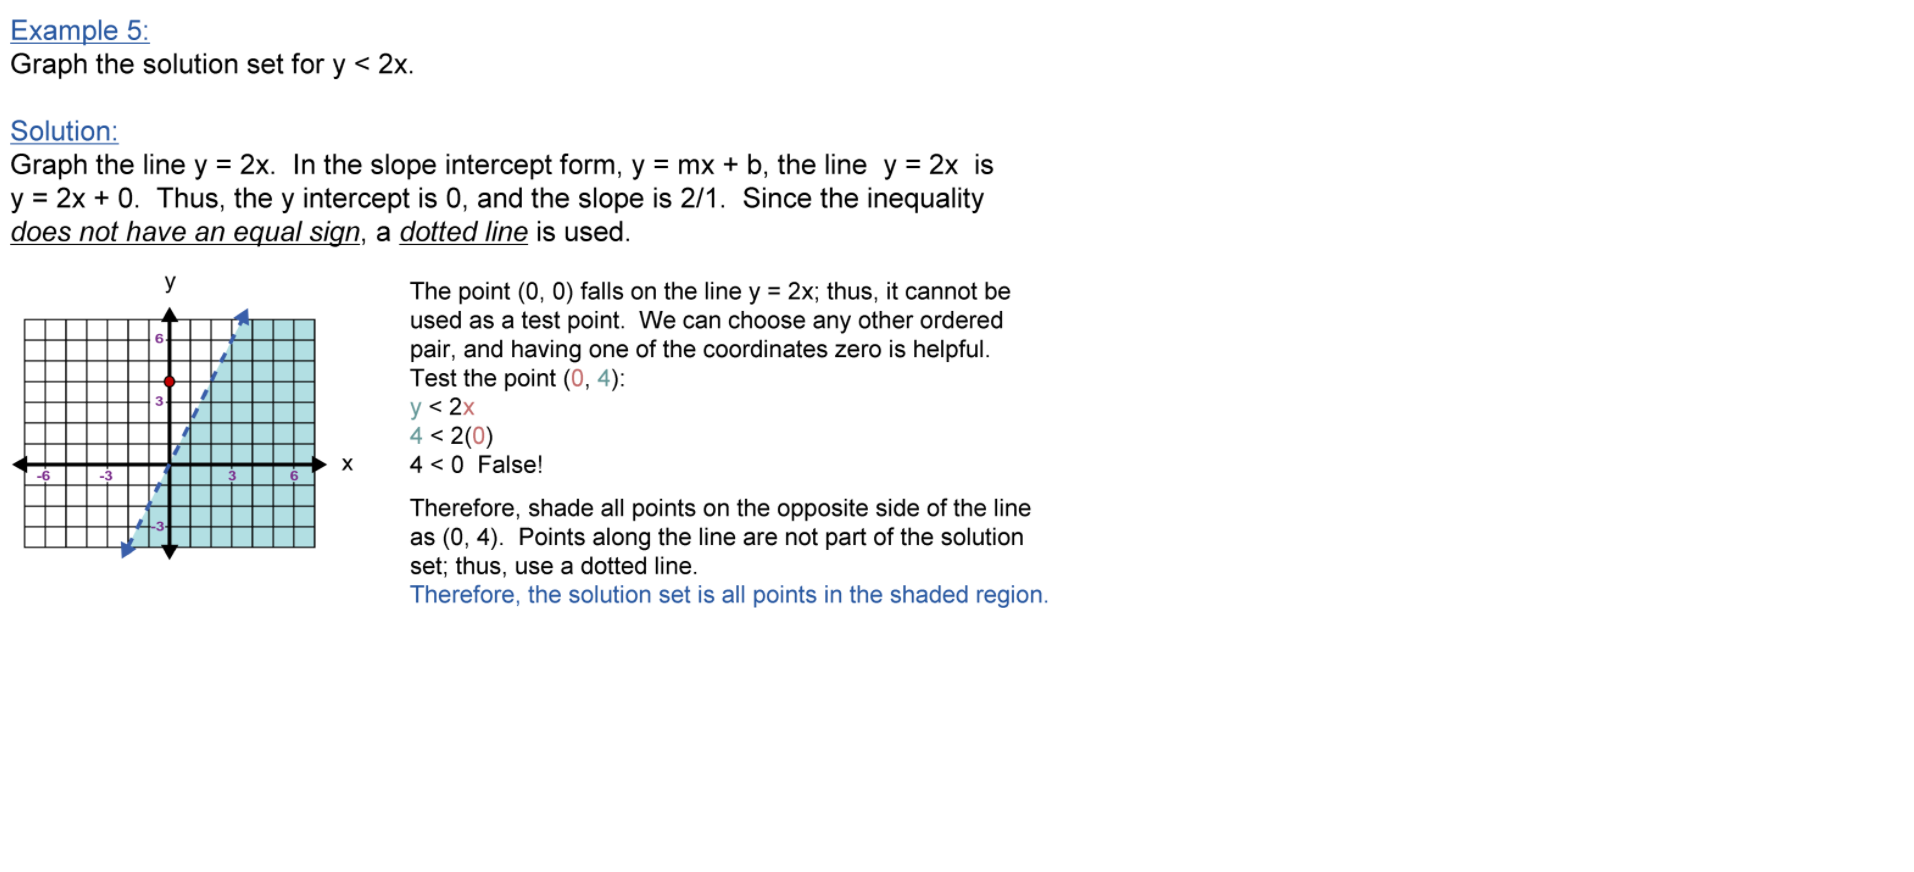 Example 5:
Graph the solution set for y < 2x.
Solution:
Graph the line y = 2x.  In the slope intercept form, y = mx + b, the line  y = 2x  is
y = 2x + 0.  Thus, the y intercept is 0, and the slope is 2/1.  Since the inequality
does not have an equal sign, a dotted line is used.
y
6
3
-6 -3 3 6
x
-3
The point (0, 0) falls on the line y = 2x; thus, it cannot be
used as a test point.  We can choose any other ordered
pair, and having one of the coordinates zero is helpful.
Test the point (0, 4):
y < 2x
4 < 2(0)
4 < 0  False!
Therefore, shade all points on the opposite side of the line
as (0, 4).  Points along the line are not part of the solution
set; thus, use a dotted line.
Therefore, the solution set is all points in the shaded region.